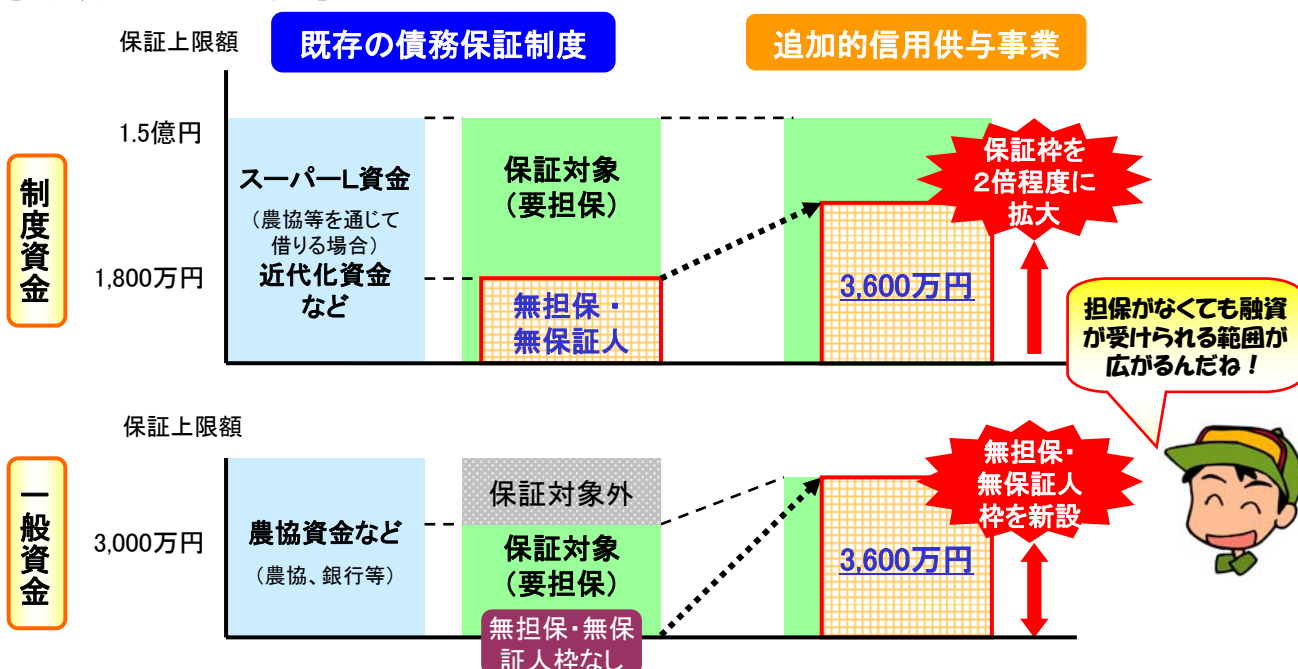 保証上限額
既存の債務保証制度
追加的信用供与事業
制度資金
1.5億円
1,800万円
スーパーL資金
（農協等を通じて
借りる場合）
近代化資金
など
保証対象
（要担保）
無担保・
無保証人
3,600万円
保証枠を
2倍程度に
拡大
担保がなくても融資
が受けられる範囲が
広がるんだね！
保証上限額
一般資金
3,000万円
農協資金など
（農協、銀行等）
保証対象外
保証対象
（要担保）
無担保・無保
証人枠なし
3,600万円
無担保・
無保証人
枠を新設